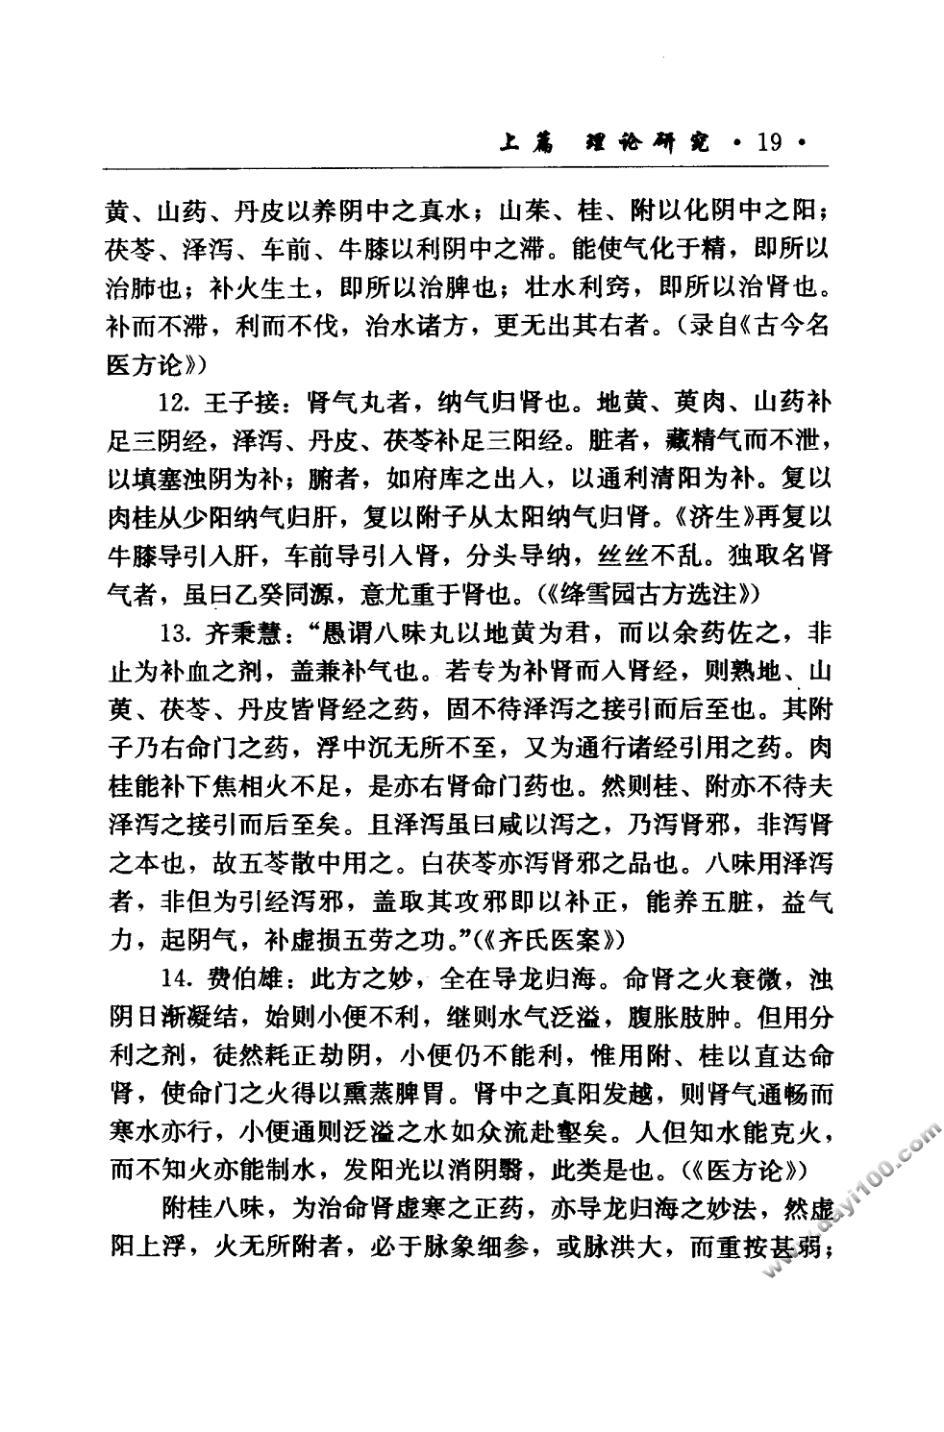 上篇 理论研究 · 19 ·
黄、山药、丹皮以养阴中之真水；山茱、桂、附以化阴中之阳；
茯苓、泽泻、车前、牛膝以利阴中之滞。能使气化于精，即所以
治肺也；补火生土，即所以治脾也；壮水利窍，即所以治肾也。
补而不滞，利而不伐，治水诸方，更无出其右者。（录自《古今名
医方论》）
12. 王子接：肾气丸者，纳气归肾也。地黄、萸肉、山药补
足三阴经，泽泻、丹皮、茯苓补足三阳经。脏者，藏精气而不泄，
以填塞浊阴为补；腑者，如府库之出入，以通利清阳为补。复以
肉桂从少阳纳气归肝，复以附子从太阳纳气归肾。《济生》再复以
牛膝导引入肝，车前导引入肾，分头导纳，丝丝不乱。独取名肾
气者，虽曰乙癸同源，意尤重于肾也。（《绛雪园古方选注》）
13. 齐秉慧：“愚谓八味丸以地黄为君，而以余药佐之，非
止为补血之剂，盖兼补气也。若专为补肾而入肾经，则熟地、山
萸、茯苓、丹皮皆肾经之药，固不待泽泻之接引而后至也。其附
子乃右命门之药，浮中沉无所不至，又为通行诸经引用之药。肉
桂能补下焦相火不足，是亦右肾命门药也。然则桂、附亦不待夫
泽泻之接引而后至矣。且泽泻虽曰咸以泻之，乃泻肾邪，非泻肾
之本也，故五苓散中用之。白茯苓亦泻肾邪之品也。八味用泽泻
者，非但为引经泻邪，盖取其攻邪即以补正，能养五脏，益气
力，起阴气，补虚损五劳之功。”（《齐氏医案》）
14. 费伯雄：此方之妙，全在导龙归海。命肾之火衰微，浊
阴日渐凝结，始则小便不利，继则水气泛溢，腹胀肢肿。但用分
利之剂，徒然耗正劫阴，小便仍不能利，惟用附、桂以直达命
肾，使命门之火得以熏蒸脾胃。肾中之真阳发越，则肾气通畅而
寒水亦行，小便通则泛溢之水如众流赴壑矣。人但知水能克火，
而不知火亦能制水，发阳光以消阴翳，此类是也。（《医方论》）
附桂八味，为治命肾虚寒之正药，亦导龙归海之妙法，然虚
阳上浮，火无所附者，必于脉象细参，或脉洪大，而重按甚弱；
www.dayi100.com